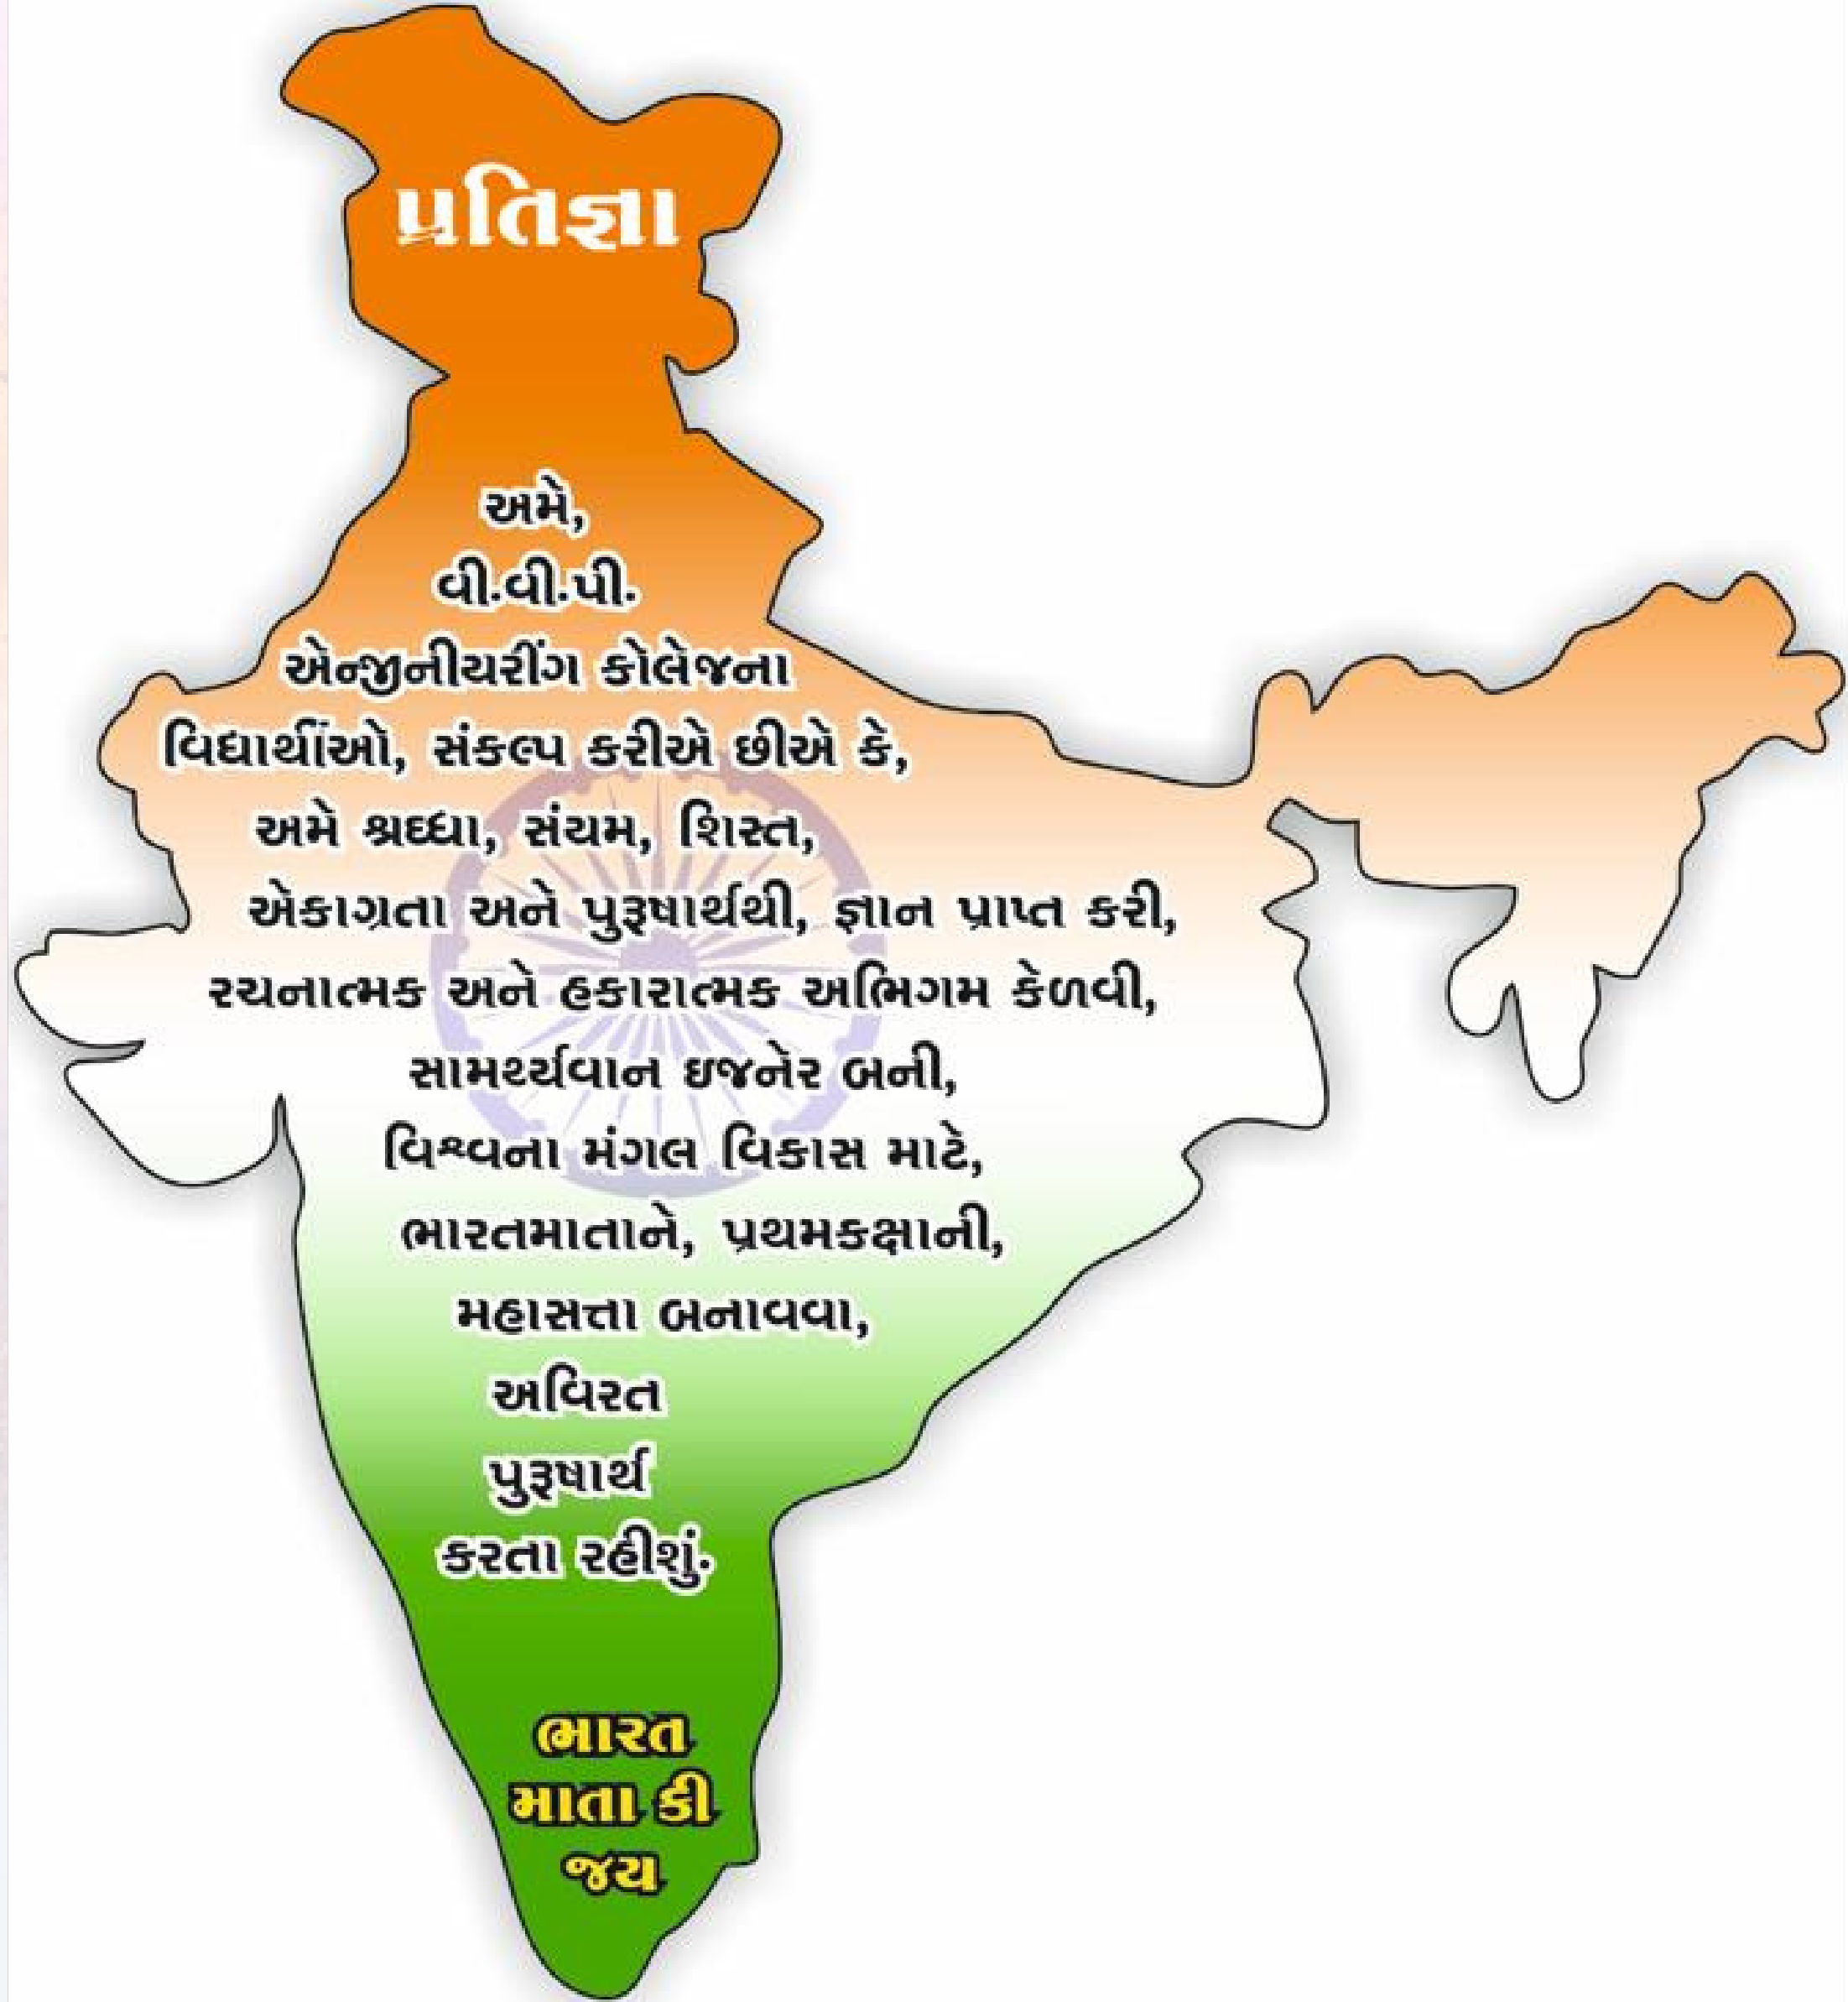 પ્રતિજ્ઞા
અમે,
વી.વી.પી.
એન્જીનીયરીંગ કોલેજના
વિદ્યાર્થીઓ, સંકલ્પ કરીએ છીએ કે,
અમે શ્રદ્ધા, સંયમ, શિસ્ત,
એકાગ્રતા અને પુરૂષાર્થથી, જ્ઞાન પ્રાપ્ત કરી,
રચનાત્મક અને હકારાત્મક અભિગમ કેળવી,
સામર્થ્યવાન ઇજનેર બની,
વિશ્વના મંગલ વિકાસ માટે,
ભારતમાતાને, પ્રથમકક્ષાની,
મહાસત્તા બનાવવા,
અવિરત
પુરૂષાર્થ
કરતા રહીશું.
ભારત
માતા કી
જય